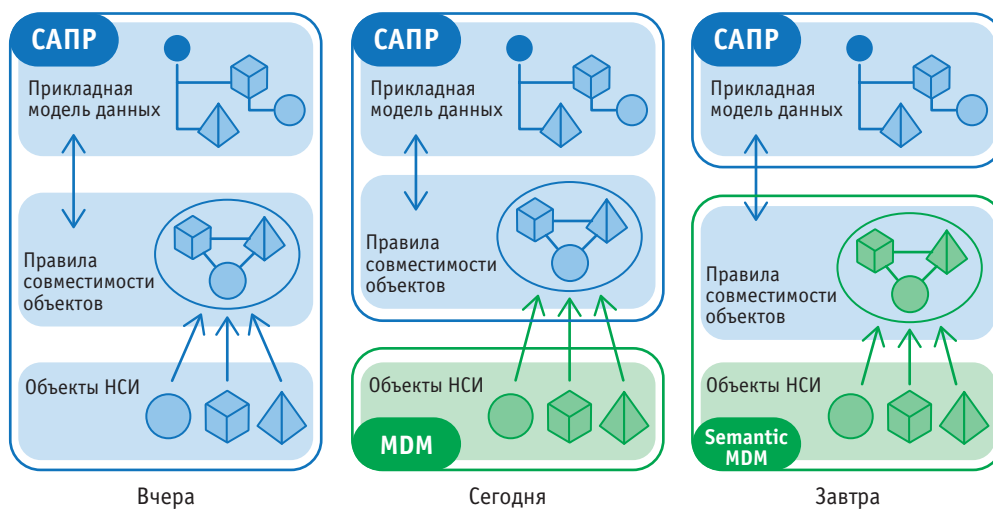 САПР
Прикладная
модель данных
Правила
совместимости
объектов
Объекты НСИ
Вчера
САПР
Прикладная
модель данных
Правила
совместимости
объектов
Объекты НСИ
MDM
Сегодня
САПР
Прикладная
модель данных
Правила
совместимости
объектов
Объекты НСИ
Semantic
MDM
Завтра